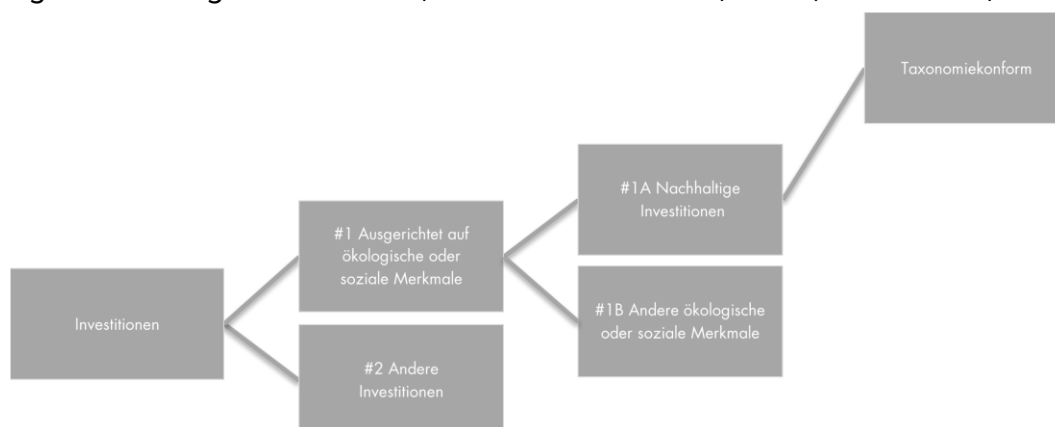 Taxonomiekonform
#1A Nachhaltige
Investitionen
#1 Ausgerichtet auf
ökologische oder
soziale Merkmale
#1B Andere ökologische
oder soziale Merkmale
Investitionen
#2 Andere
Investitionen